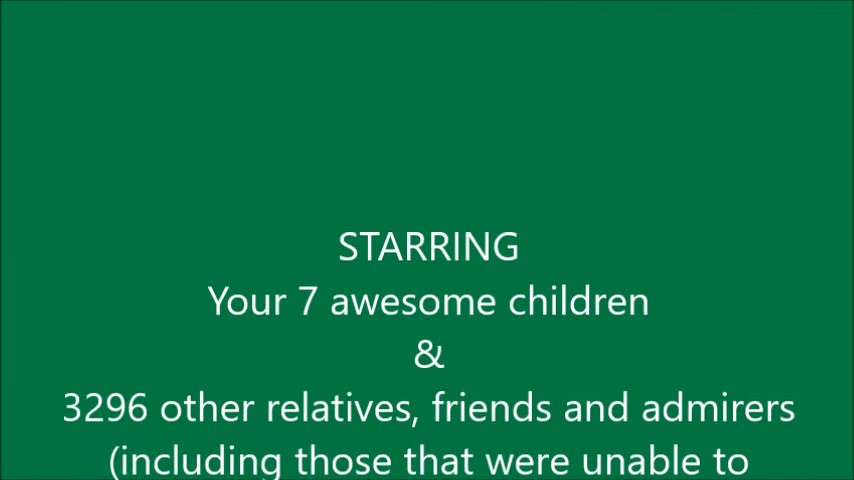 STARRING
Your 7 awesome children
&
3296 other relatives, friends and admirers
(including those that were unable to